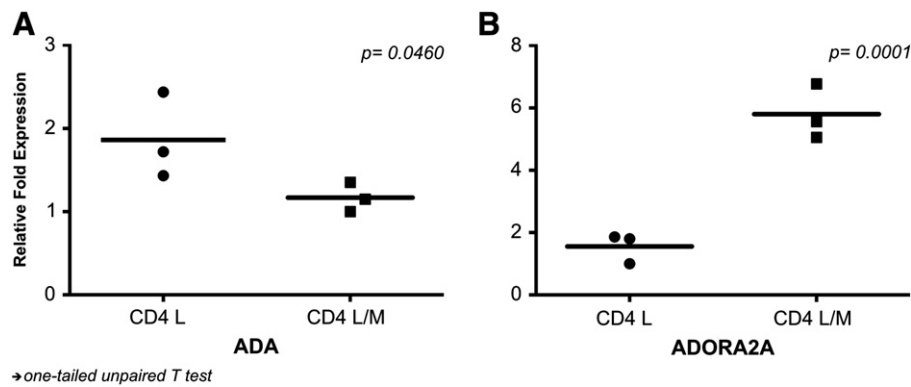 A
B
Relative Fold Expression
3
2
1
0
p= 0.0460
CD4 L
CD4 L/M
ADA
8
6
4
2
0
p= 0.0001
CD4 L
CD4 L/M
ADORA2A
→one-tailed unpaired T test